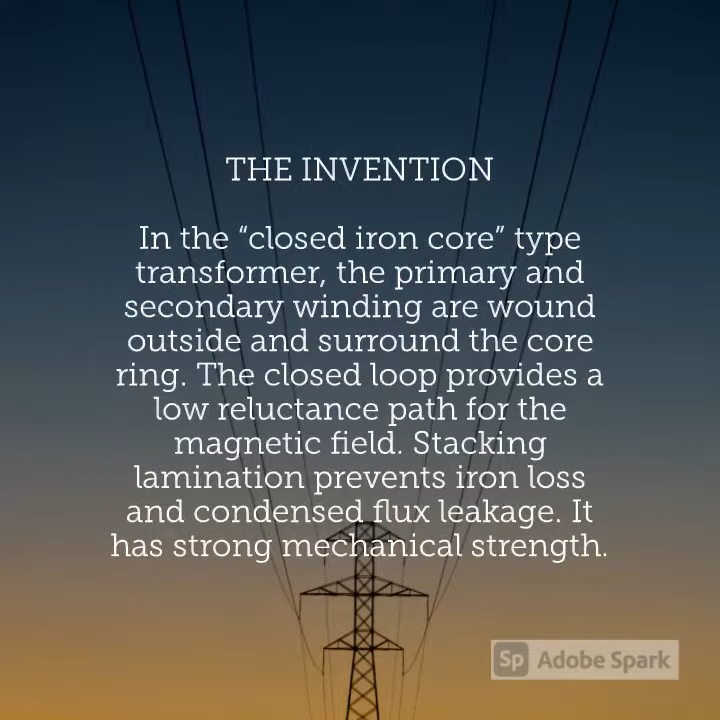 THE INVENTION
In the “closed iron core” type
transformer, the primary and
secondary winding are wound
outside and surround the core
ring. The closed loop provides a
low reluctance path for the
magnetic field. Stacking
lamination prevents iron loss
and condensed flux leakage. It
has strong mechanical strength.
Sp Adobe Spark